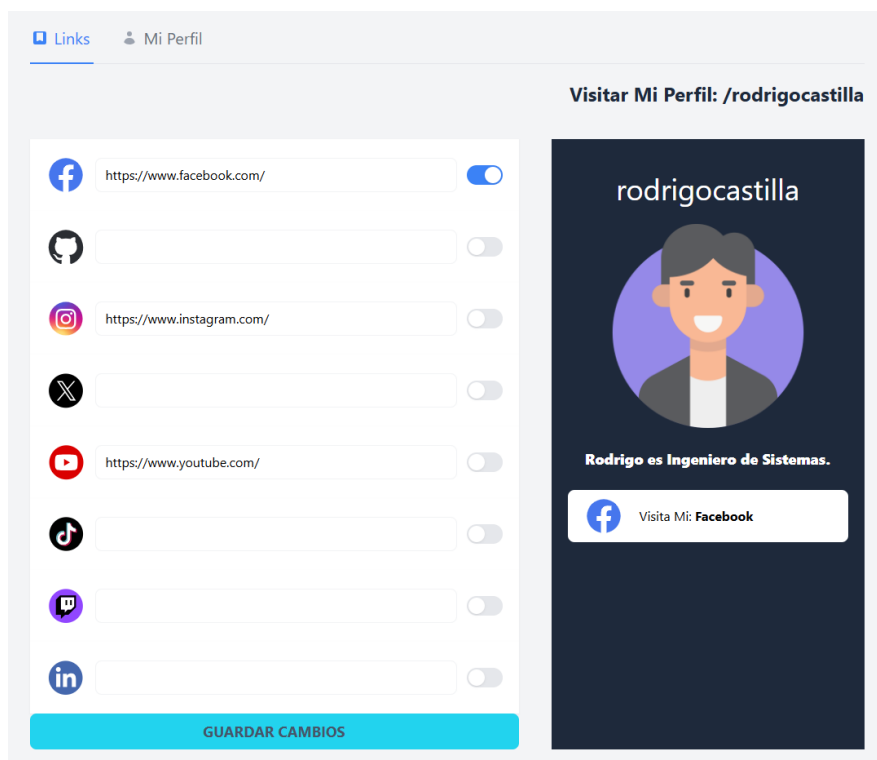 Links
Mi Perfil
Visitar Mi Perfil: /rodrigocastilla
https://www.facebook.com/
https://www.instagram.com/
https://www.youtube.com/
in
GUARDAR CAMBIOS
rodrigocastilla
Rodrigo es Ingeniero de Sistemas.
Visita Mi: Facebook